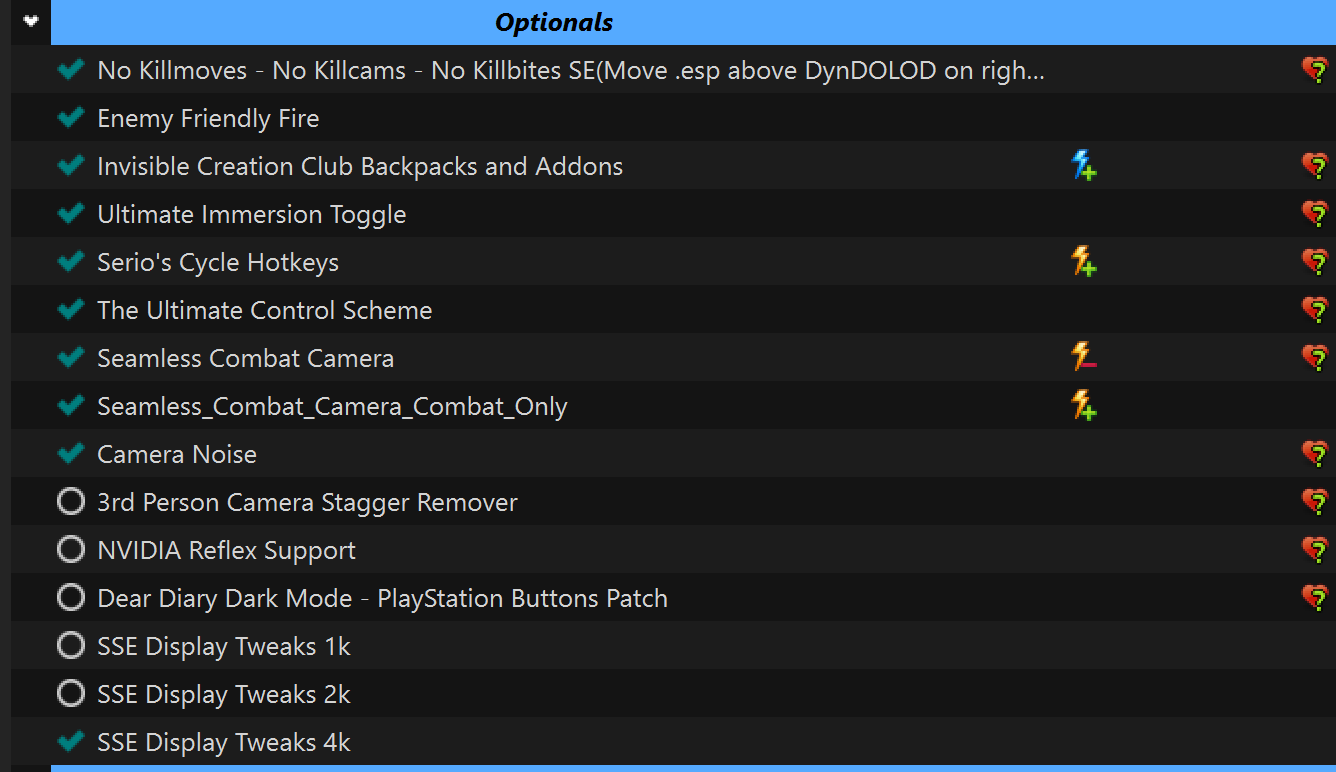 Optionals
No Killmoves - No Killcams - No Killbites SE(Move .esp above DynDOLOD on righ...
Enemy Friendly Fire
Invisible Creation Club Backpacks and Addons
Ultimate Immersion Toggle
Serio's Cycle Hotkeys
The Ultimate Control Scheme
Seamless Combat Camera
Seamless_Combat_Camera_Combat_Only
Camera Noise
3rd Person Camera Stagger Remover
NVIDIA Reflex Support
Dear Diary Dark Mode - PlayStation Buttons Patch
SSE Display Tweaks 1k
SSE Display Tweaks 2k
SSE Display Tweaks 4k